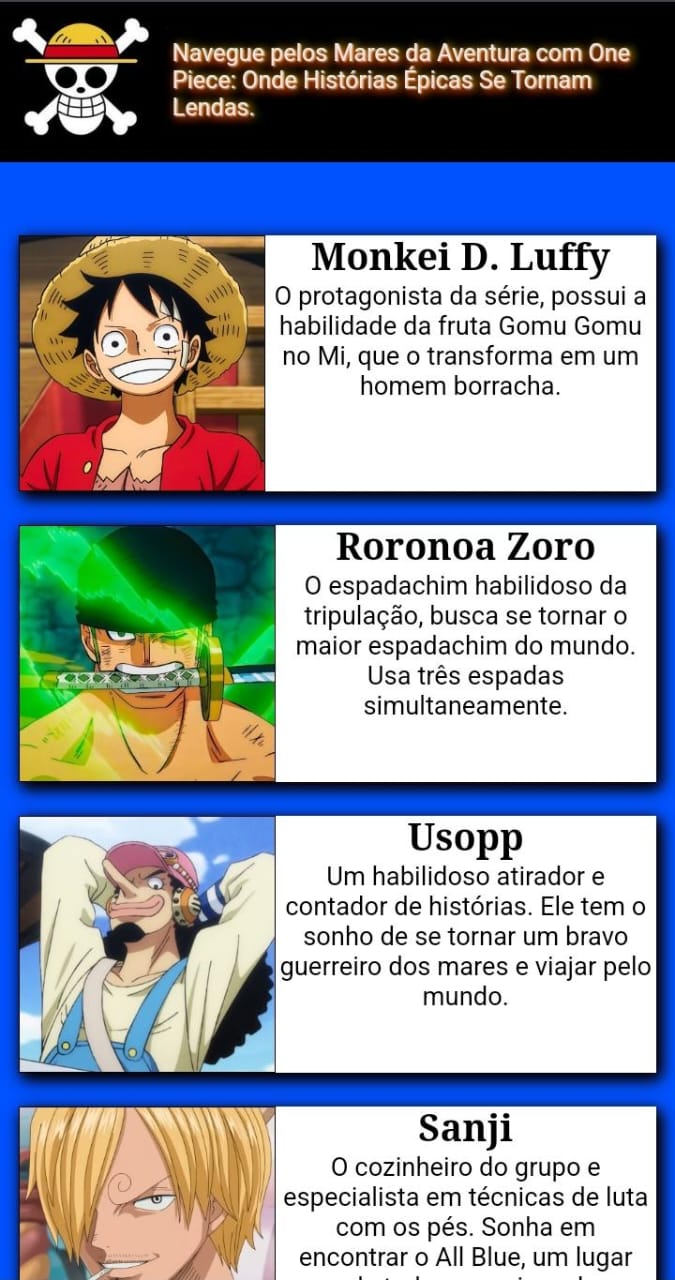 Navegue pelos Mares da Aventura com One
Piece: Onde Histórias Épicas Se Tornam
Lendas.
Monkei D. Luffy
O protagonista da série, possui a
habilidade da fruta Gomu Gomu
no Mi, que o transforma em um
homem borracha.
Roronoa Zoro
O espadachim habilidoso da
tripulação, busca se tornar o
maior espadachim do mundo.
Usa três espadas
simultaneamente.
Usopp
Um habilidoso atirador e
contador de histórias. Ele tem o
sonho de se tornar um bravo
guerreiro dos mares e viajar pelo
mundo.
Sanji
O cozinheiro do grupo e
especialista em técnicas de luta
com os pés. Sonha em
encontrar o All Blue, um lugar